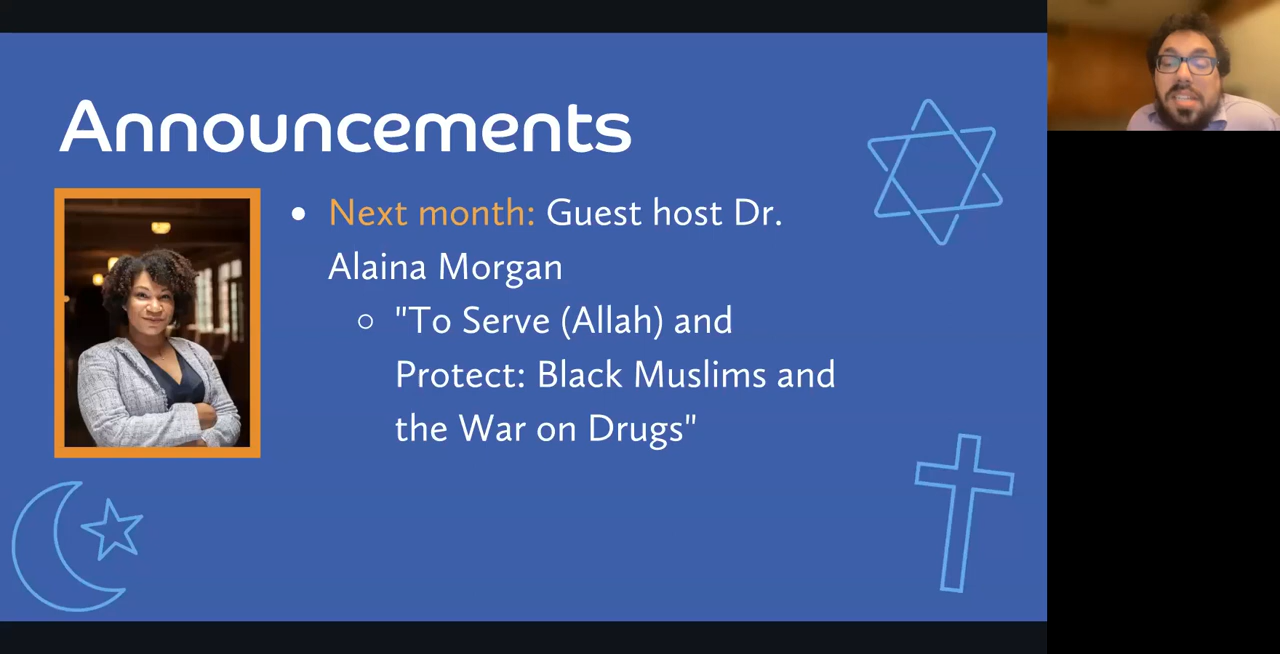 Announcements
• Next month: Guest host Dr.
Alaina Morgan
○ "To Serve (Allah) and
Protect: Black Muslims and
the War on Drugs"